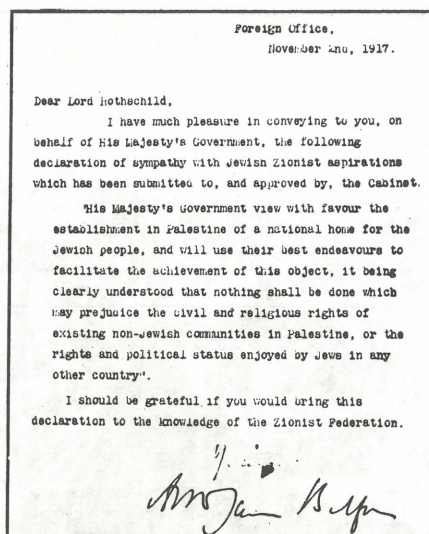 Foreign Office,
November 2nd, 1917.
Dear Lord Rothschild,
I have much pleasure in conveying to you, on
behalf of His Majesty's Government, the following
declaration of sympathy with Jewish Zionist aspirations
which has been submitted to, and approved by, the Cabinet.
"His Majesty's Government view with favour the
establishment in Palestine of a national home for the
Jewish people, and will use their best endeavours to
facilitate the achievement of this object, it being
clearly understood that nothing shall be done which
may prejudice the civil and religious rights of
existing non-Jewish communities in Palestine, or the
rights and political status enjoyed by Jews in any
other country".
I should be grateful if you would bring this
declaration to the knowledge of the Zionist Federation.
Arthur James Balfour